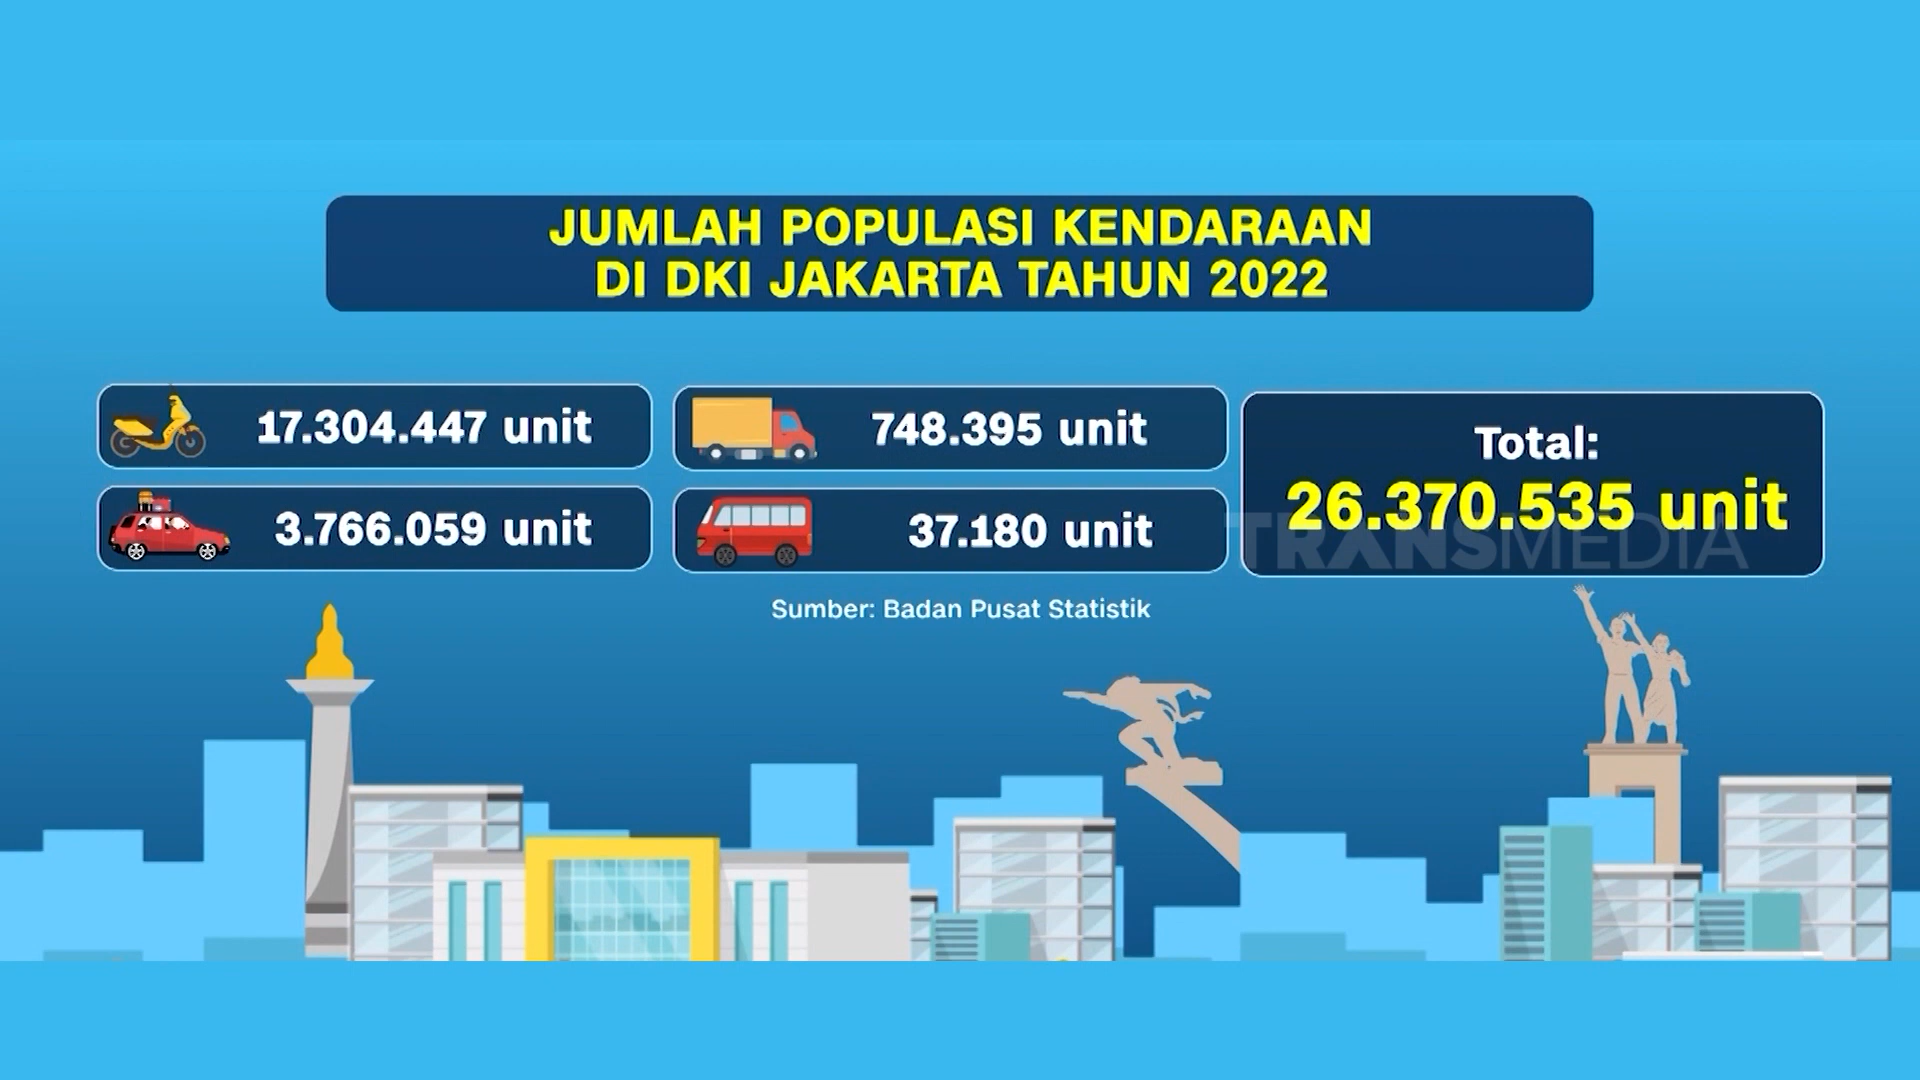 JUMLAH POPULASI KENDARAAN
DI DKI JAKARTA TAHUN 2022
17.304.447 unit
3.766.059 unit
748.395 unit
37.180 unit
Total:
26.370.535 unit
TRANSMEDIA
Sumber: Badan Pusat Statistik